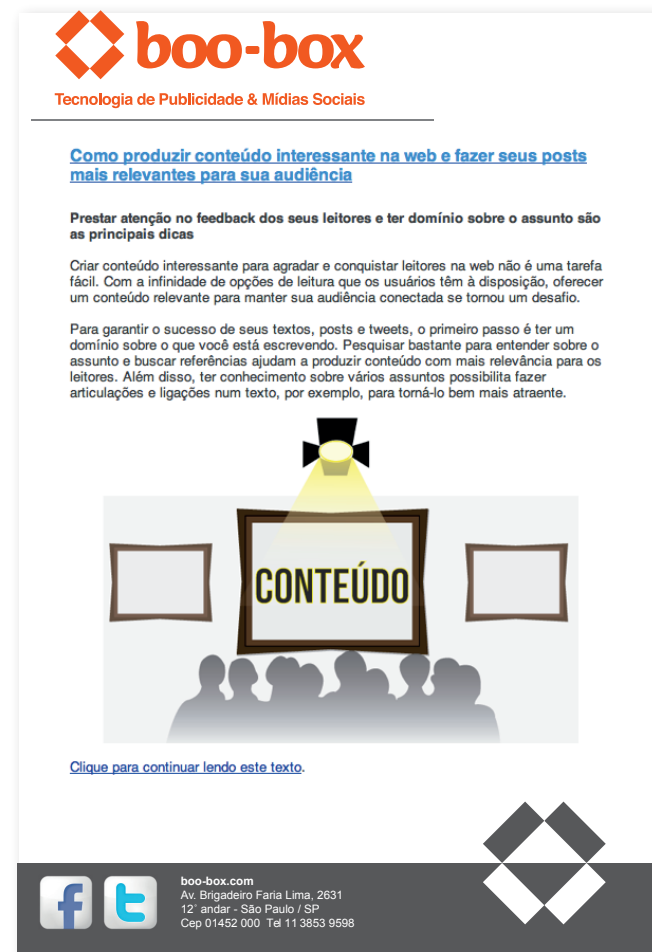 boo-box
Tecnologia de Publicidade & Mídias Sociais
Como produzir conteúdo interessante na web e fazer seus posts
mais relevantes para sua audiência
Prestar atenção no feedback dos seus leitores e ter domínio sobre o assunto são
as principais dicas
Criar conteúdo interessante para agradar e conquistar leitores na web não é uma tarefa
fácil. Com a infinidade de opções de leitura que os usuários têm à disposição, oferecer
um conteúdo relevante para manter sua audiência conectada se tornou um desafio.
Para garantir o sucesso de seus textos, posts e tweets, o primeiro passo é ter um
domínio sobre o que você está escrevendo. Pesquisar bastante para entender sobre o
assunto e buscar referências ajudam a produzir conteúdo com mais relevância para os
leitores. Além disso, ter conhecimento sobre vários assuntos possibilita fazer
articulações e ligações num texto, por exemplo, para torná-lo bem mais atraente.
CONTEÚDO
Clique para continuar lendo este texto.
boo-box.com
Av. Brigadeiro Faria Lima, 2631
12° andar - São Paulo / SP
Cep 01452 000 Tel 11 3853 9598